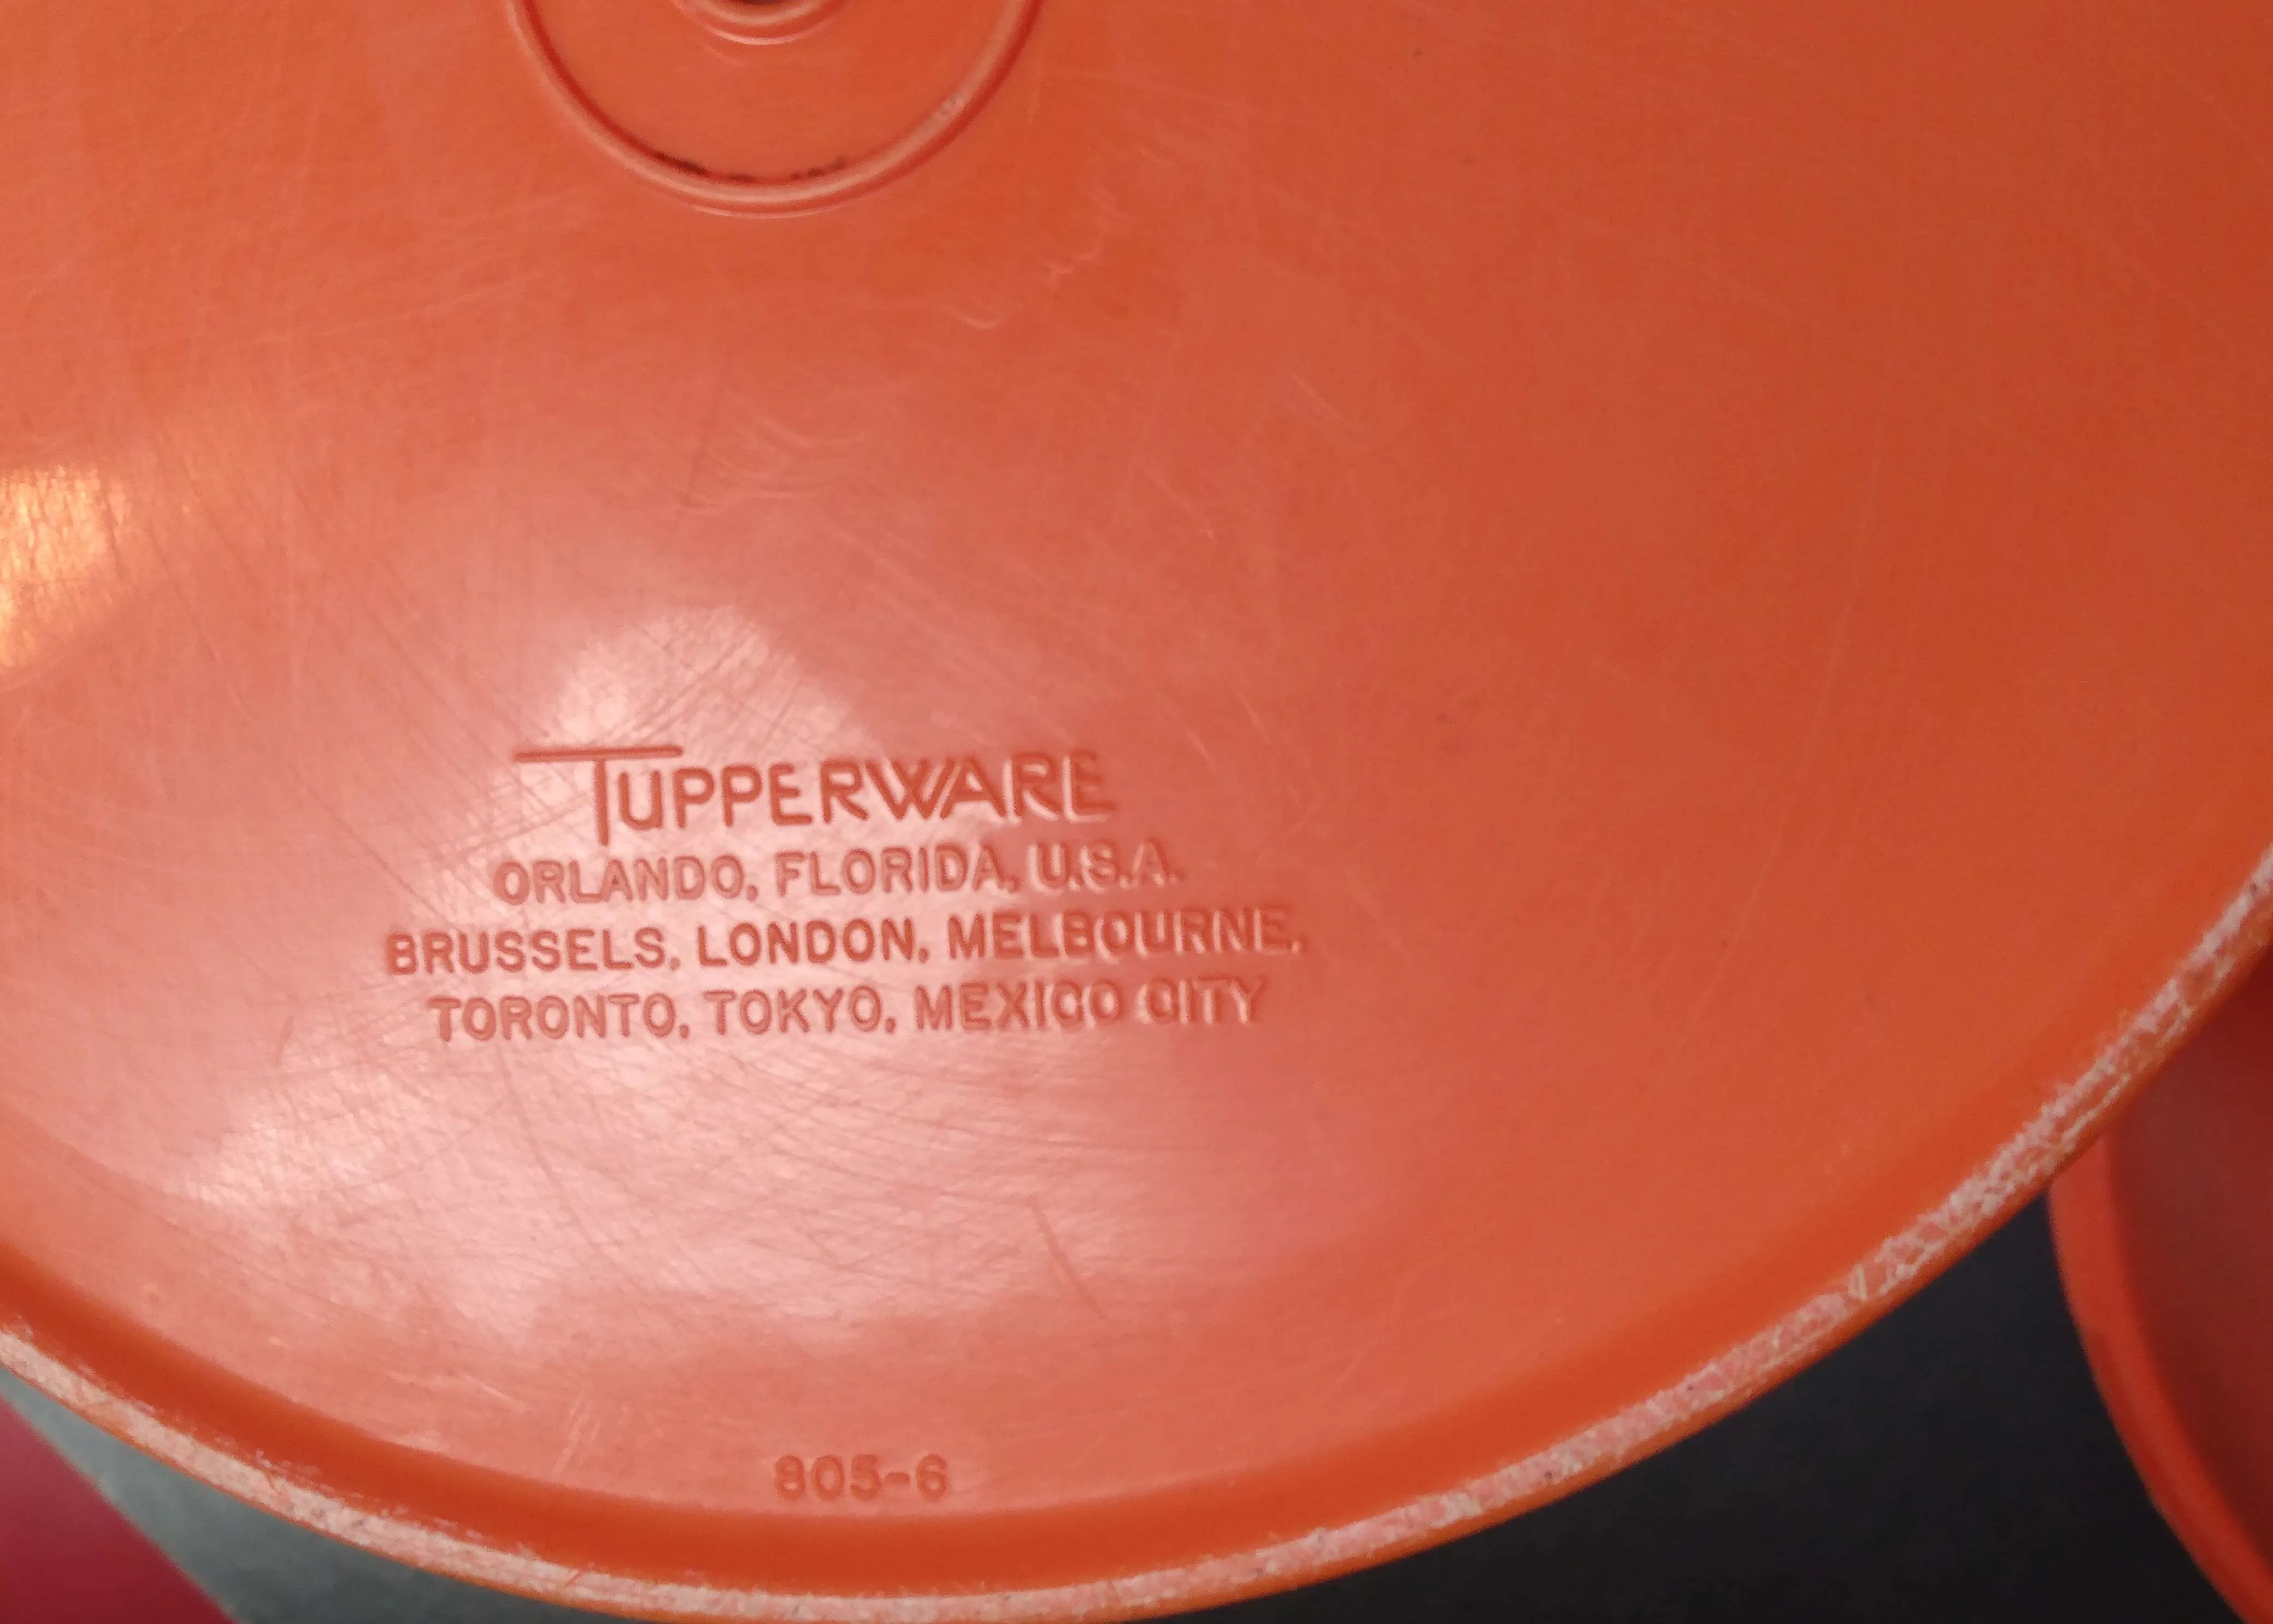 TUPPERWARE
ORLANDO, FLORIDA, U.S.A.
BRUSSELS, LONDON, MELBOURNE,
TORONTO, TOKYO, MEXICO CITY
805-6